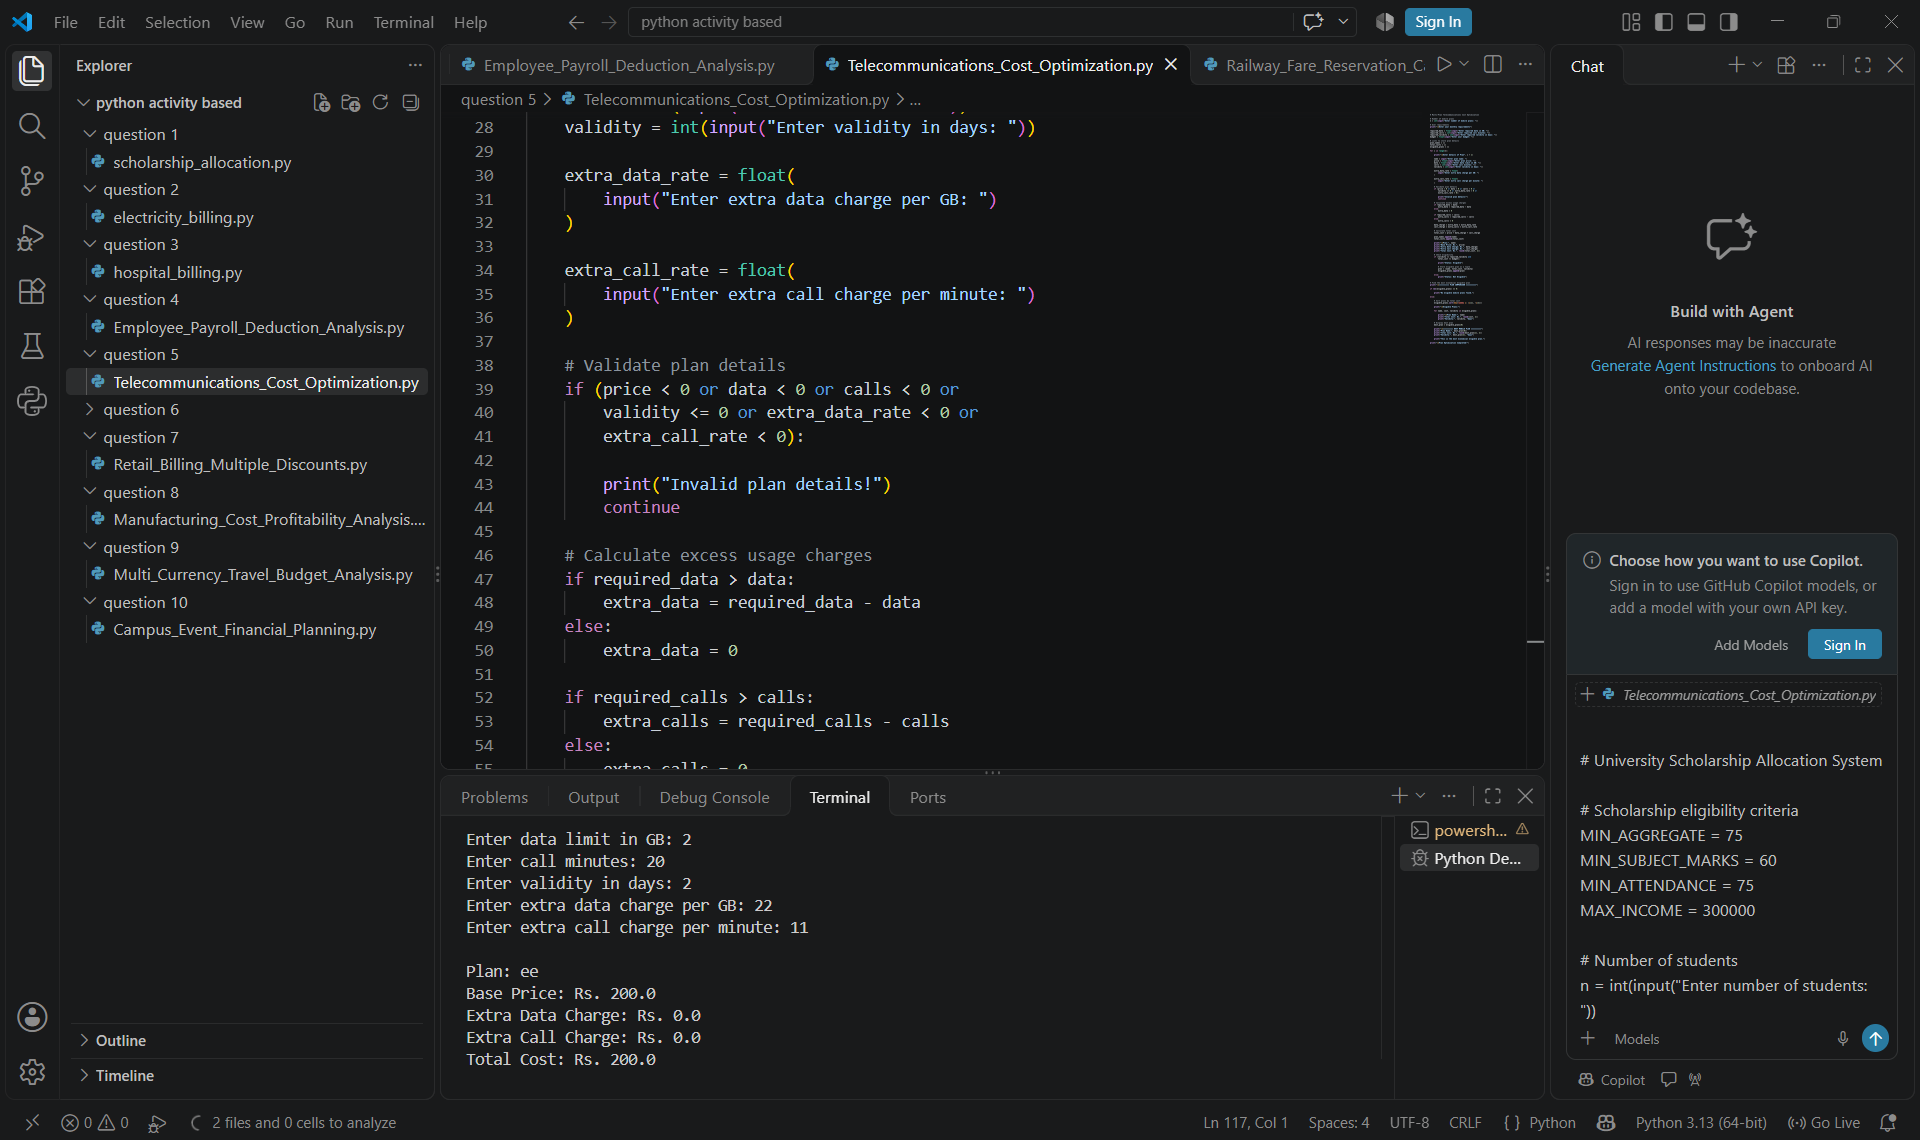 File Edit Selection View Go Run Terminal Help
python activity based
Sign In
Explorer
python activity based
question 1
scholarship_allocation.py
question 2
electricity_billing.py
question 3
hospital_billing.py
question 4
Employee_Payroll_Deduction_Analysis.py
question 5
Telecommunications_Cost_Optimization.py
question 6
question 7
Retail_Billing_Multiple_Discounts.py
question 8
Manufacturing_Cost_Profitability_Analysis....
question 9
Multi_Currency_Travel_Budget_Analysis.py
question 10
Campus_Event_Financial_Planning.py
Outline
Timeline
Employee_Payroll_Deduction_Analysis.py
Telecommunications_Cost_Optimization.py
Railway_Fare_Reservation_C
question 5 > Telecommunications_Cost_Optimization.py > ...
28 validity = int(input("Enter validity in days: "))
29
30 extra_data_rate = float(
31 input("Enter extra data charge per GB: ")
32 )
33
34 extra_call_rate = float(
35 input("Enter extra call charge per minute: ")
36 )
37
38 # Validate plan details
39 if (price < 0 or data < 0 or calls < 0 or
40 validity <= 0 or extra_data_rate < 0 or
41 extra_call_rate < 0):
42
43 print("Invalid plan details!")
44 continue
45
46 # Calculate excess usage charges
47 if required_data > data:
48 extra_data = required_data - data
49 else:
50 extra_data = 0
51
52 if required_calls > calls:
53 extra_calls = required_calls - calls
54 else:
55 extra_calls = 0
Problems Output Debug Console Terminal Ports
Enter data limit in GB: 2
Enter call minutes: 20
Enter validity in days: 2
Enter extra data charge per GB: 22
Enter extra call charge per minute: 11
Plan: ee
Base Price: Rs. 200.0
Extra Data Charge: Rs. 0.0
Extra Call Charge: Rs. 0.0
Total Cost: Rs. 200.0
powersh...
Python De...
Chat
Build with Agent
AI responses may be inaccurate
Generate Agent Instructions to onboard AI
onto your codebase.
Choose how you want to use Copilot.
Sign in to use GitHub Copilot models, or
add a model with your own API key.
Add Models Sign In
Telecommunications_Cost_Optimization.py
# University Scholarship Allocation System
# Scholarship eligibility criteria
MIN_AGGREGATE = 75
MIN_SUBJECT_MARKS = 60
MIN_ATTENDANCE = 75
MAX_INCOME = 300000
# Number of students
n = int(input("Enter number of students:
"))
Models
Copilot
0 0 2 files and 0 cells to analyze
Ln 117, Col 1 Spaces: 4 UTF-8 CRLF {} Python Python 3.13 (64-bit) Go Live